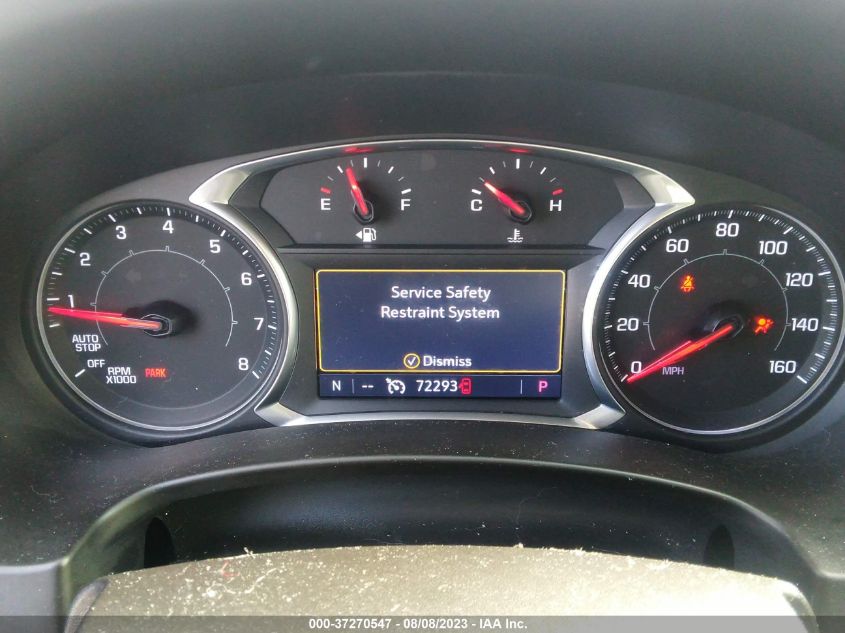 E F
C H
1 2 3 4 5 6 7 8
AUTO
STOP
OFF
RPM
X1000
PARK
Service Safety
Restraint System
Dismiss
N -- 72293 P
0 20 40 60 80 100 120 140 160
MPH
000-37270547 - 08/08/2023 - IAA Inc.